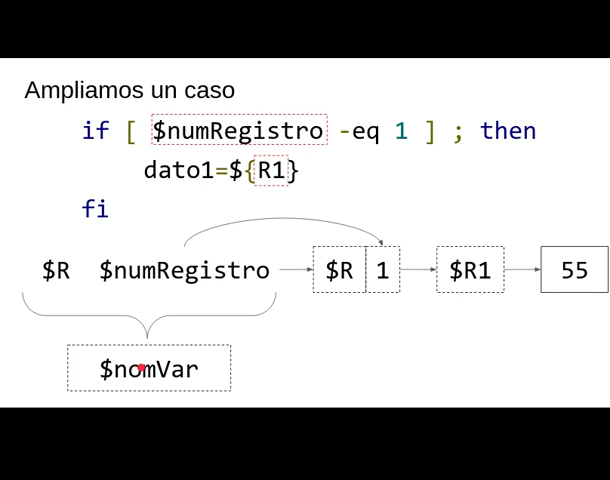 Ampliamos un caso
if [ $numRegistro -eq 1 ] ; then
dato1=${R1}
fi
$R $numRegistro $R 1 $R1 55
$nomVar